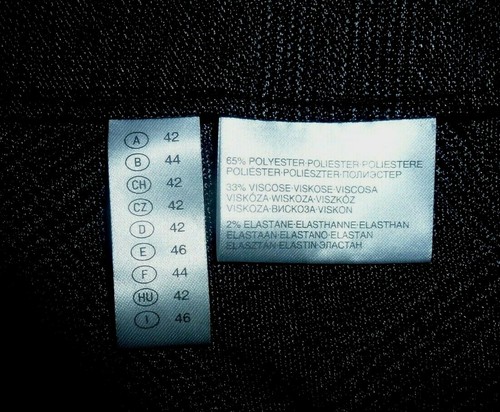 A 42
B 44
CH 42
CZ 42
D 42
E 46
F 44
HU 42
I 46
65% POLYESTER·POLIESTER·POLIESTERE
POLIESTER·POLIÉSZTER·ПОЛИЭСТЕР
33% VISCOSE·VISKOSE·VISCOSA
VISKÓZA·WISKOZA·VISZKÓZ
VISKOZA·ВИСКОЗА·VISKON
2% ELASTANE·ELASTHANNE·ELASTHAN
ELASTAAN·ELASTANO·ELASTAN
ELASZTÁN·ELASTIN·ЭЛАСТАН